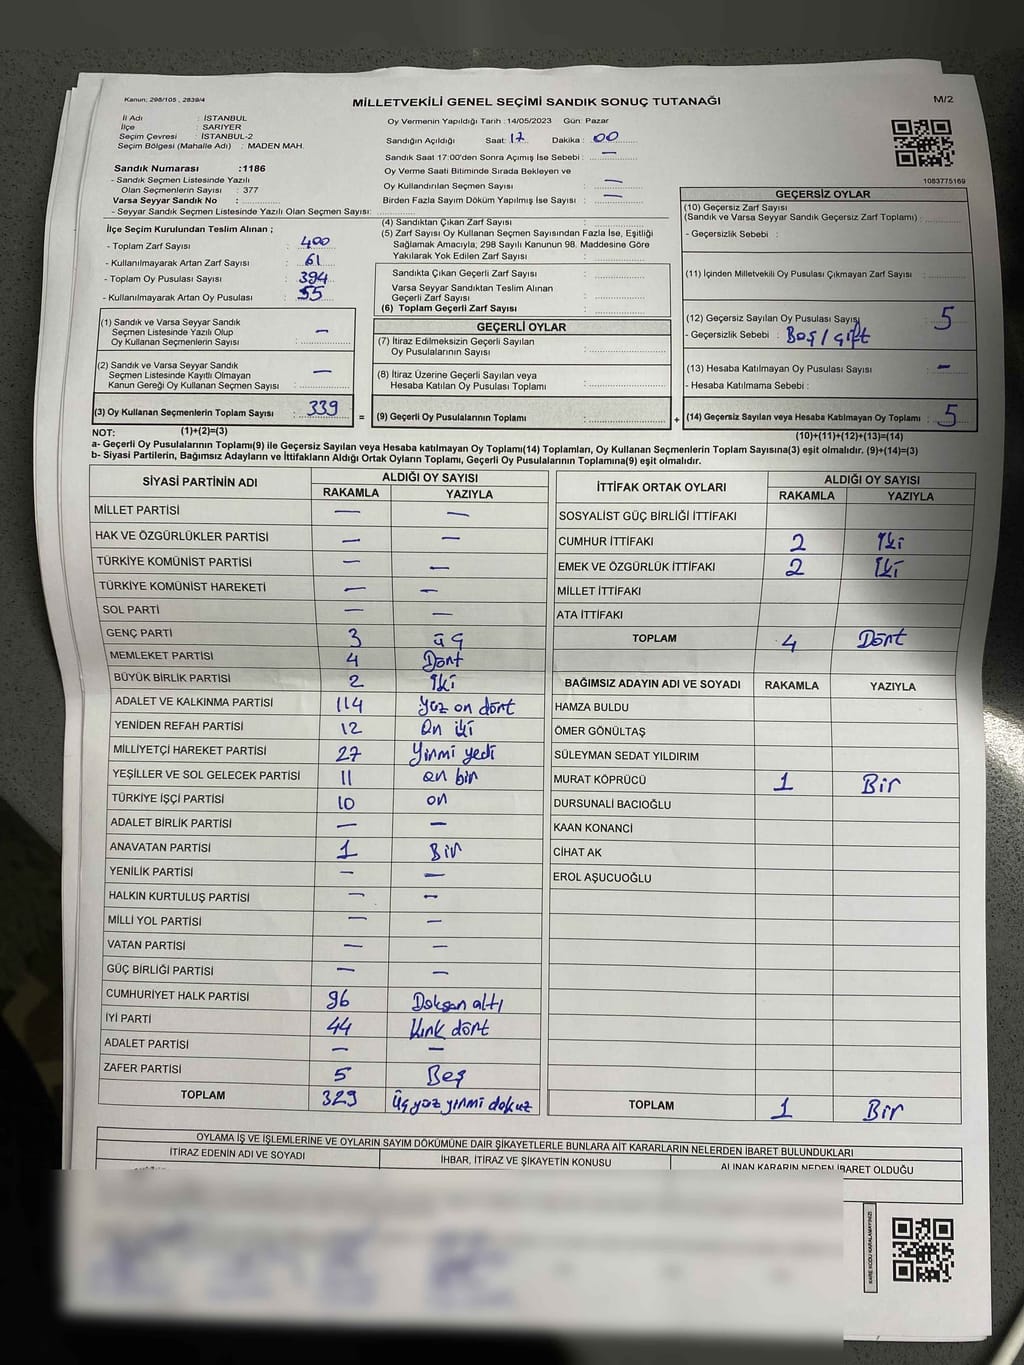 Kanun: 298/105 , 2839/4
MİLLETVEKİLİ GENEL SEÇİMİ SANDIK SONUÇ TUTANAĞI
M/2
İl Adı : İSTANBUL
İlçe : SARIYER
Seçim Çevresi : İSTANBUL-2
Seçim Bölgesi (Mahalle Adı) : MADEN MAH.
Sandık Numarası :1186
- Sandık Seçmen Listesinde Yazılı
Olan Seçmenlerin Sayısı : 377
Varsa Seyyar Sandık No :
- Seyyar Sandık Seçmen Listesinde Yazılı Olan Seçmen Sayısı:
Oy Vermenin Yapıldığı Tarih : 14/05/2023 Gün: Pazar
Sandığın Açıldığı Saat: 17 Dakika : 00
Sandık Saat 17:00'den Sonra Açımış İse Sebebi : —
Oy Verme Saati Bitiminde Sırada Bekleyen ve
Oy Kullandırılan Seçmen Sayısı : —
Birden Fazla Sayım Döküm Yapılmış İse Sayısı : —
1083775169
İlçe Seçim Kurulundan Teslim Alınan ;
- Toplam Zarf Sayısı : 400
- Kullanılmayarak Artan Zarf Sayısı : 61
- Toplam Oy Pusulası Sayısı : 394
- Kullanılmayarak Artan Oy Pusulası : 55
(4) Sandıktan Çıkan Zarf Sayısı :
(5) Zarf Sayısı Oy Kullanan Seçmen Sayısından Fazla İse, Eşitliği
Sağlamak Amacıyla; 298 Sayılı Kanunun 98. Maddesine Göre
Yakılarak Yok Edilen Zarf Sayısı :
Sandıkta Çıkan Geçerli Zarf Sayısı :
Varsa Seyyar Sandıktan Teslim Alınan
Geçerli Zarf Sayısı :
(6) Toplam Geçerli Zarf Sayısı :
GEÇERSİZ OYLAR
(10) Geçersiz Zarf Sayısı
(Sandık ve Varsa Seyyar Sandık Geçersiz Zarf Toplamı) :
- Geçersizlik Sebebi :
(11) İçinden Milletvekili Oy Pusulası Çıkmayan Zarf Sayısı :
(12) Geçersiz Sayılan Oy Pusulası Sayısı : 5
- Geçersizlik Sebebi : Boş / çift
(13) Hesaba Katılmayan Oy Pusulası Sayısı : —
- Hesaba Katılmama Sebebi :
(14) Geçersiz Sayılan veya Hesaba Katılmayan Oy Toplamı : 5
(10)+(11)+(12)+(13)=(14)
(1) Sandık ve Varsa Seyyar Sandık
Seçmen Listesinde Yazılı Olup
Oy Kullanan Seçmenlerin Sayısı : —
(2) Sandık ve Varsa Seyyar Sandık
Seçmen Listesinde Kayıtlı Olmayan
Kanun Gereği Oy Kullanan Seçmen Sayısı : —
(3) Oy Kullanan Seçmenlerin Toplam Sayısı : 339 =
GEÇERLİ OYLAR
(7) İtiraz Edilmeksizin Geçerli Sayılan
Oy Pusulalarının Sayısı :
(8) İtiraz Üzerine Geçerli Sayılan veya
Hesaba Katılan Oy Pusulası Toplamı :
(9) Geçerli Oy Pusulalarının Toplamı : +
NOT: (1)+(2)=(3)
a- Geçerli Oy Pusulalarının Toplamı(9) ile Geçersiz Sayılan veya Hesaba katılmayan Oy Toplamı(14) Toplamları, Oy Kullanan Seçmenlerin Toplam Sayısına(3) eşit olmalıdır. (9)+(14)=(3)
b- Siyasi Partilerin, Bağımsız Adayların ve İttifakların Aldığı Ortak Oyların Toplamı, Geçerli Oy Pusulalarının Toplamına(9) eşit olmalıdır.
SİYASİ PARTİNİN ADI ALDIĞI OY SAYISI
RAKAMLA YAZIYLA
MİLLET PARTİSİ — —
HAK VE ÖZGÜRLÜKLER PARTİSİ — —
TÜRKİYE KOMÜNİST PARTİSİ — —
TÜRKİYE KOMÜNİST HAREKETİ — —
SOL PARTİ — —
GENÇ PARTİ 3 üç
MEMLEKET PARTİSİ 4 Dört
BÜYÜK BİRLİK PARTİSİ 2 İki
ADALET VE KALKINMA PARTİSİ 114 yüz on dört
YENİDEN REFAH PARTİSİ 12 On iki
MİLLİYETÇİ HAREKET PARTİSİ 27 Yirmi yedi
YEŞİLLER VE SOL GELECEK PARTİSİ 11 on bir
TÜRKİYE İŞÇİ PARTİSİ 10 on
ADALET BİRLİK PARTİSİ — —
ANAVATAN PARTİSİ 1 Bir
YENİLİK PARTİSİ — —
HALKIN KURTULUŞ PARTİSİ — —
MİLLİ YOL PARTİSİ — —
VATAN PARTİSİ — —
GÜÇ BİRLİĞİ PARTİSİ — —
CUMHURİYET HALK PARTİSİ 96 Doksan altı
İYİ PARTİ 44 Kırk dört
ADALET PARTİSİ — —
ZAFER PARTİSİ 5 Beş
TOPLAM 329 üç yüz yirmi dokuz
İTTİFAK ORTAK OYLARI ALDIĞI OY SAYISI
RAKAMLA YAZIYLA
SOSYALİST GÜÇ BİRLİĞİ İTTİFAKI
CUMHUR İTTİFAKI 2 İki
EMEK VE ÖZGÜRLÜK İTTİFAKI 2 İki
MİLLET İTTİFAKI
ATA İTTİFAKI
TOPLAM 4 Dört
BAĞIMSIZ ADAYIN ADI VE SOYADI RAKAMLA YAZIYLA
HAMZA BULDU
ÖMER GÖNÜLTAŞ
SÜLEYMAN SEDAT YILDIRIM
MURAT KÖPRÜCÜ 1 Bir
DURSUNALİ BACIOĞLU
KAAN KONANCİ
CİHAT AK
EROL AŞUCUOĞLU
TOPLAM 1 Bir
OYLAMA İŞ VE İŞLEMLERİNE VE OYLARIN SAYIM DÖKÜMÜNE DAİR ŞİKAYETLERLE BUNLARA AİT KARARLARIN NELERDEN İBARET BULUNDUKLARI
İTİRAZ EDENİN ADI VE SOYADI İHBAR, İTİRAZ VE ŞİKAYETİN KONUSU ALINAN KARARIN NEDEN İBARET OLDUĞU
KARE KODU KARALAMAYINIZ!